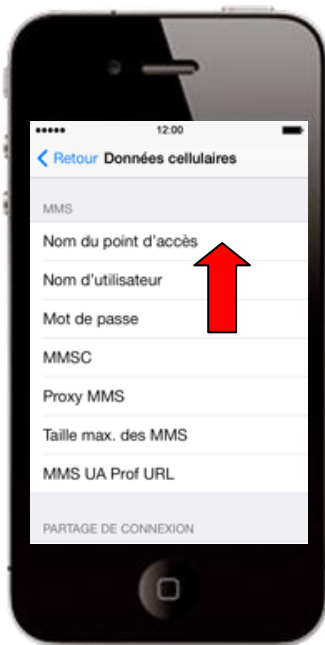 12:00
Retour Données cellulaires
MMS
Nom du point d'accès
Nom d'utilisateur
Mot de passe
MMSC
Proxy MMS
Taille max. des MMS
MMS UA Prof URL
PARTAGE DE CONNEXION